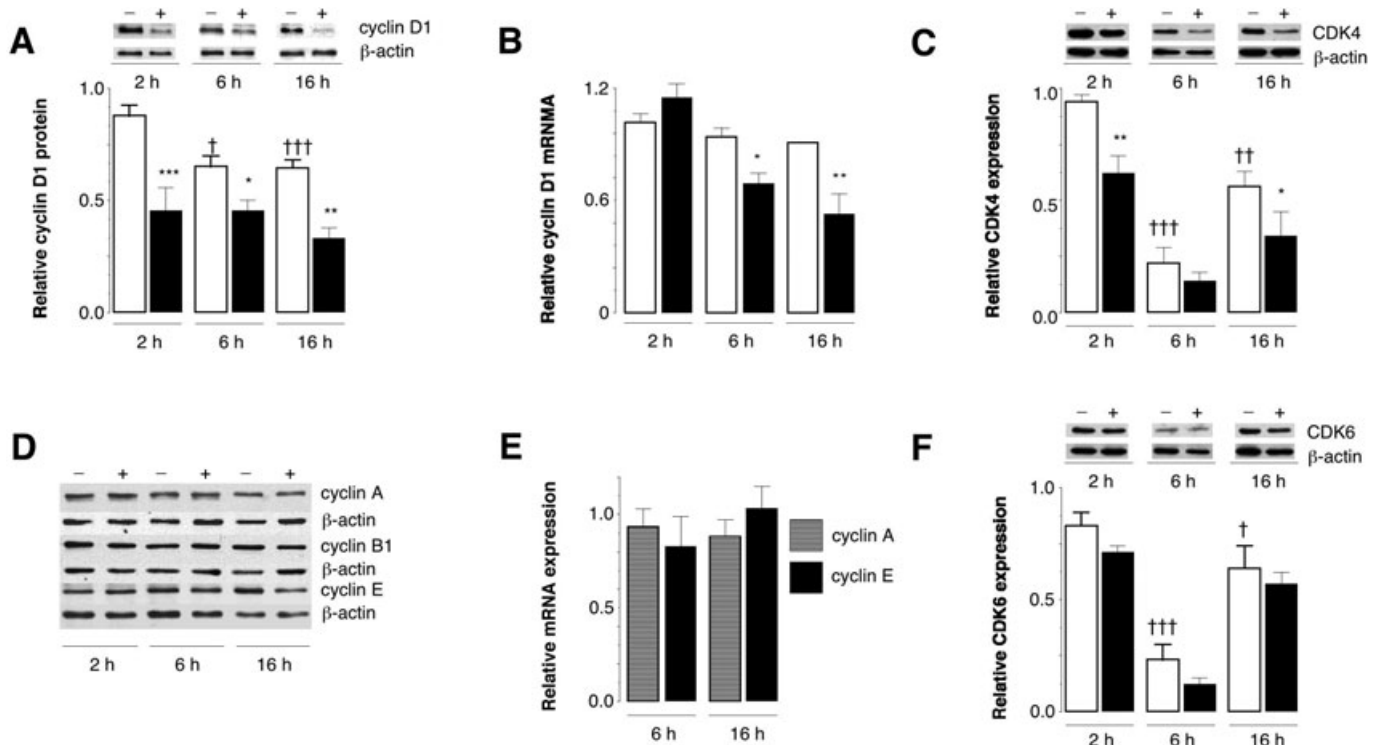 A
− + − + − +
cyclin D1
β-actin
2 h 6 h 16 h
Relative cyclin D1 protein
1.0
0.5
0.0
***
†
*
†††
**
2 h 6 h 16 h
B
Relative cyclin D1 mRNMA
1.2
0.6
0
*
**
2 h 6 h 16 h
C
− + − + − +
CDK4
β-actin
2 h 6 h 16 h
Relative CDK4 expression
1.0
0.5
0.0
**
†††
††
*
2 h 6 h 16 h
D
− + − + − +
cyclin A
β-actin
cyclin B1
β-actin
cyclin E
β-actin
2 h 6 h 16 h
E
Relative mRNA expression
1.0
0.5
0.0
6 h 16 h
cyclin A
cyclin E
F
− + − + − +
CDK6
β-actin
2 h 6 h 16 h
Relative CDK6 expression
1.0
0.5
0.0
†††
†
2 h 6 h 16 h